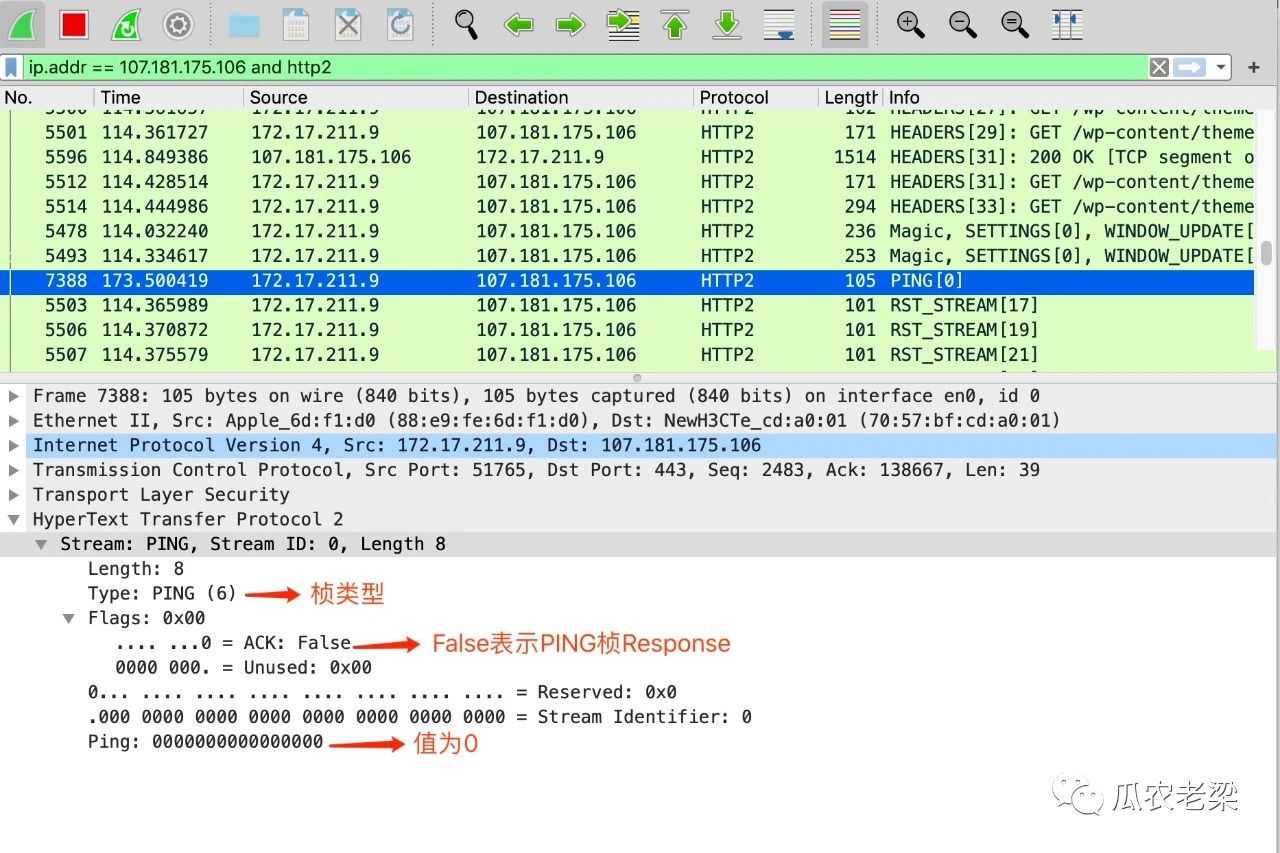 ip.addr == 107.181.175.106 and http2
No. Time Source Destination Protocol Length Info
5501 114.361727 172.17.211.9 107.181.175.106 HTTP2 171 HEADERS[29]: GET /wp-content/theme
5596 114.849386 107.181.175.106 172.17.211.9 HTTP2 1514 HEADERS[31]: 200 OK [TCP segment o
5512 114.428514 172.17.211.9 107.181.175.106 HTTP2 171 HEADERS[31]: GET /wp-content/theme
5514 114.444986 172.17.211.9 107.181.175.106 HTTP2 294 HEADERS[33]: GET /wp-content/theme
5478 114.032240 172.17.211.9 107.181.175.106 HTTP2 236 Magic, SETTINGS[0], WINDOW_UPDATE[
5493 114.334617 172.17.211.9 107.181.175.106 HTTP2 253 Magic, SETTINGS[0], WINDOW_UPDATE[
7388 173.500419 172.17.211.9 107.181.175.106 HTTP2 105 PING[0]
5503 114.365989 172.17.211.9 107.181.175.106 HTTP2 101 RST_STREAM[17]
5506 114.370872 172.17.211.9 107.181.175.106 HTTP2 101 RST_STREAM[19]
5507 114.375579 172.17.211.9 107.181.175.106 HTTP2 101 RST_STREAM[21]
Frame 7388: 105 bytes on wire (840 bits), 105 bytes captured (840 bits) on interface en0, id 0
Ethernet II, Src: Apple_6d:f1:d0 (88:e9:fe:6d:f1:d0), Dst: NewH3CTe_cd:a0:01 (70:57:bf:cd:a0:01)
Internet Protocol Version 4, Src: 172.17.211.9, Dst: 107.181.175.106
Transmission Control Protocol, Src Port: 51765, Dst Port: 443, Seq: 2483, Ack: 138667, Len: 39
Transport Layer Security
HyperText Transfer Protocol 2
Stream: PING, Stream ID: 0, Length 8
Length: 8
Type: PING (6) 桢类型
Flags: 0x00
.... ...0 = ACK: False False表示PING桢Response
0000 000. = Unused: 0x00
0... .... .... .... .... .... .... .... = Reserved: 0x0
.000 0000 0000 0000 0000 0000 0000 0000 = Stream Identifier: 0
Ping: 0000000000000000 值为0
瓜农老梁